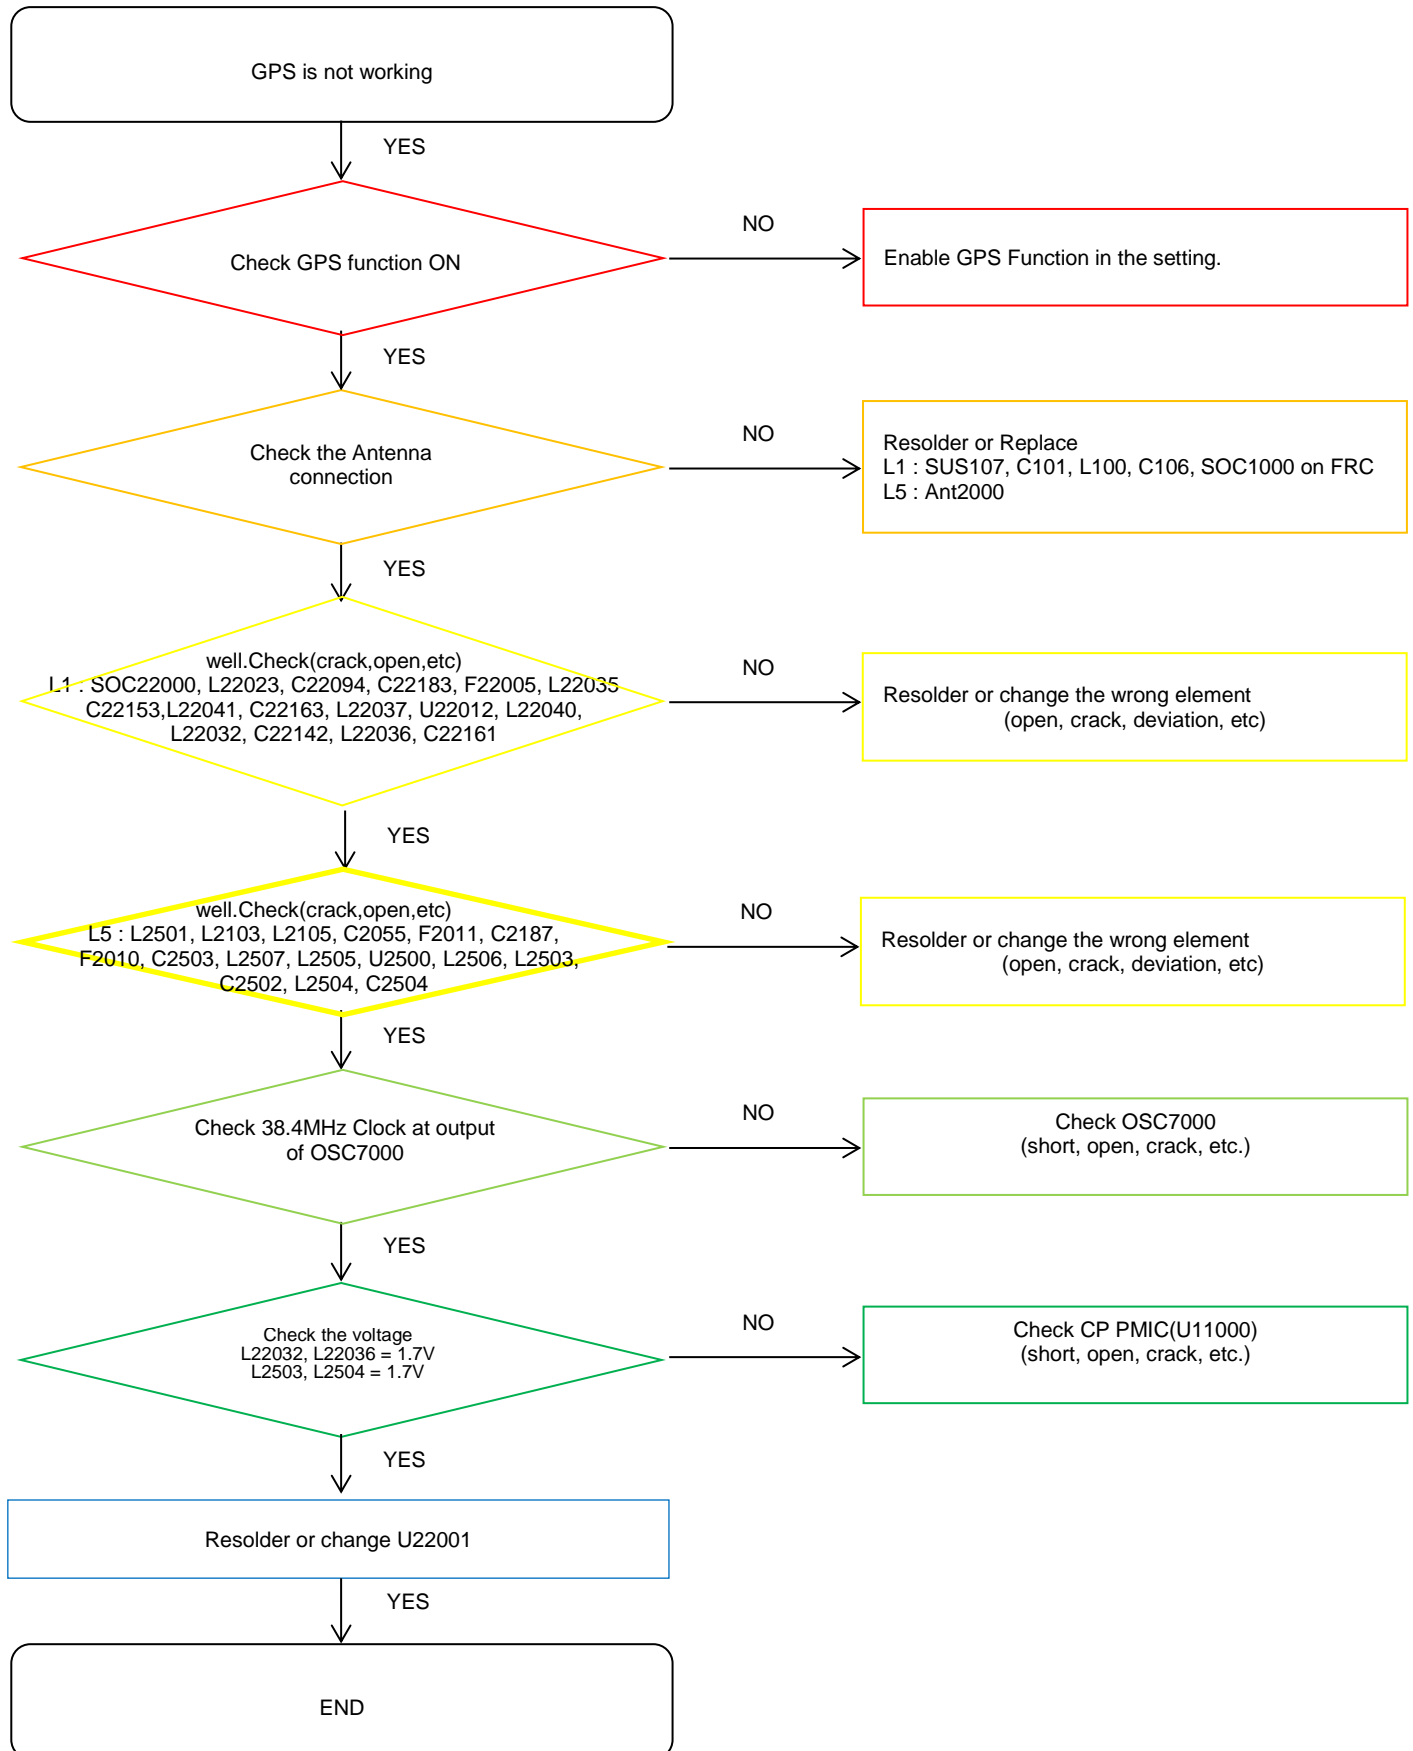 GPS is not working
YES
Check GPS function ON
NO
Enable GPS Function in the setting.
YES
Check the Antenna
connection
NO
Resolder or Replace
L1 : SUS107, C101, L100, C106, SOC1000 on FRC
L5 : Ant2000
YES
well.Check(crack,open,etc)
L1 : SOC22000, L22023, C22094, C22183, F22005, L22035
C22153,L22041, C22163, L22037, U22012, L22040,
L22032, C22142, L22036, C22161
NO
Resolder or change the wrong element
(open, crack, deviation, etc)
YES
well.Check(crack,open,etc)
L5 : L2501, L2103, L2105, C2055, F2011, C2187,
F2010, C2503, L2507, L2505, U2500, L2506, L2503,
C2502, L2504, C2504
NO
Resolder or change the wrong element
(open, crack, deviation, etc)
YES
Check 38.4MHz Clock at output
of OSC7000
NO
Check OSC7000
(short, open, crack, etc.)
YES
Check the voltage
L22032, L22036 = 1.7V
L2503, L2504 = 1.7V
NO
Check CP PMIC(U11000)
(short, open, crack, etc.)
YES
Resolder or change U22001
YES
END